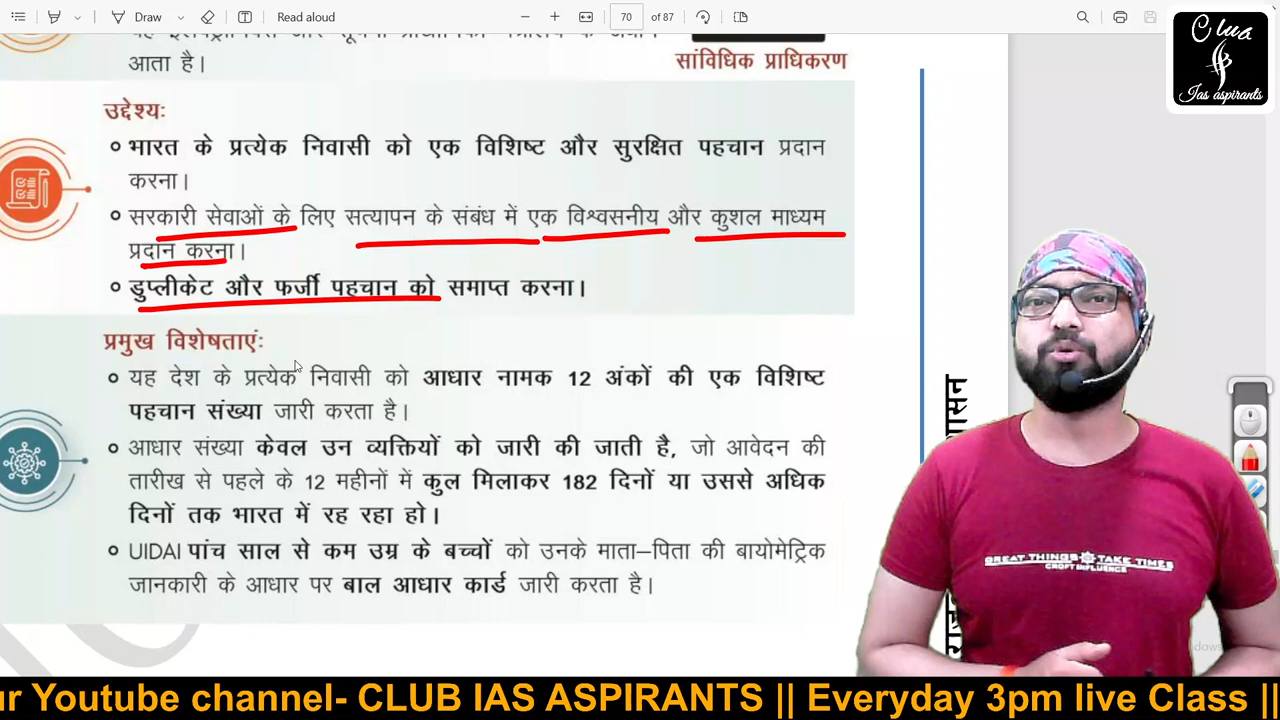 Draw
Read aloud
70
of 87
Clua
Ias aspirants
आता है।
सांविधिक प्राधिकरण
उद्देश्यः
भारत के प्रत्येक निवासी को एक विशिष्ट और सुरक्षित पहचान प्रदान
करना।
सरकारी सेवाओं के लिए सत्यापन के संबंध में एक विश्वसनीय और कुशल माध्यम
प्रदान करना।
डुप्लीकेट और फर्जी पहचान को समाप्त करना।
प्रमुख विशेषताएंः
यह देश के प्रत्येक निवासी को आधार नामक 12 अंकों की एक विशिष्ट
पहचान संख्या जारी करता है।
आधार संख्या केवल उन व्यक्तियों को जारी की जाती है, जो आवेदन की
तारीख से पहले के 12 महीनों में कुल मिलाकर 182 दिनों या उससे अधिक
दिनों तक भारत में रह रहा हो।
UIDAI पांच साल से कम उम्र के बच्चों को उनके माता–पिता की बायोमेट्रिक
जानकारी के आधार पर बाल आधार कार्ड जारी करता है।
GREAT THINGS TAKE TIMES
CROFT INFLUENCE
ur Youtube channel- CLUB IAS ASPIRANTS || Everyday 3pm live Class ||